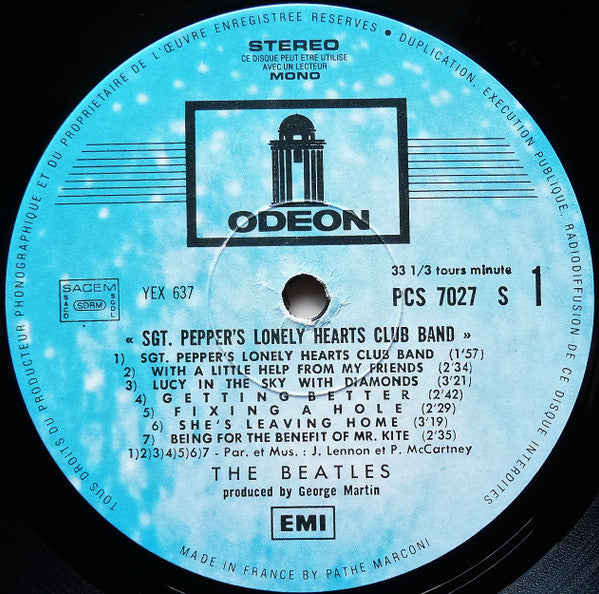 TOUS DROITS DU PRODUCTEUR PHONOGRAPHIQUE ET DU PROPRIETAIRE DE L'ŒUVRE ENREGISTREE RESERVES • DUPLICATION, EXECUTION PUBLIQUE, RADIODIFFUSION DE CE DISQUE INTERDITES
STEREO
CE DISQUE PEUT ETRE UTILISE
AVEC UN LECTEUR
MONO
ODEON
SACEM
SACD
SDRM
SGDL
YEX 637
33 1/3 tours minute
PCS 7027 S 1
« SGT. PEPPER'S LONELY HEARTS CLUB BAND »
1) SGT. PEPPER'S LONELY HEARTS CLUB BAND (1'57)
2) WITH A LITTLE HELP FROM MY FRIENDS (2'34)
3) LUCY IN THE SKY WITH DIAMONDS (3'21)
4) GETTING BETTER (2'42)
5) FIXING A HOLE (2'29)
6) SHE'S LEAVING HOME (3'19)
7) BEING FOR THE BENEFIT OF MR. KITE (2'35)
1)2)3)4)5)6)7) - Par. et Mus. : J. Lennon et P. McCartney
THE BEATLES
produced by George Martin
EMI
MADE IN FRANCE BY PATHE MARCONI